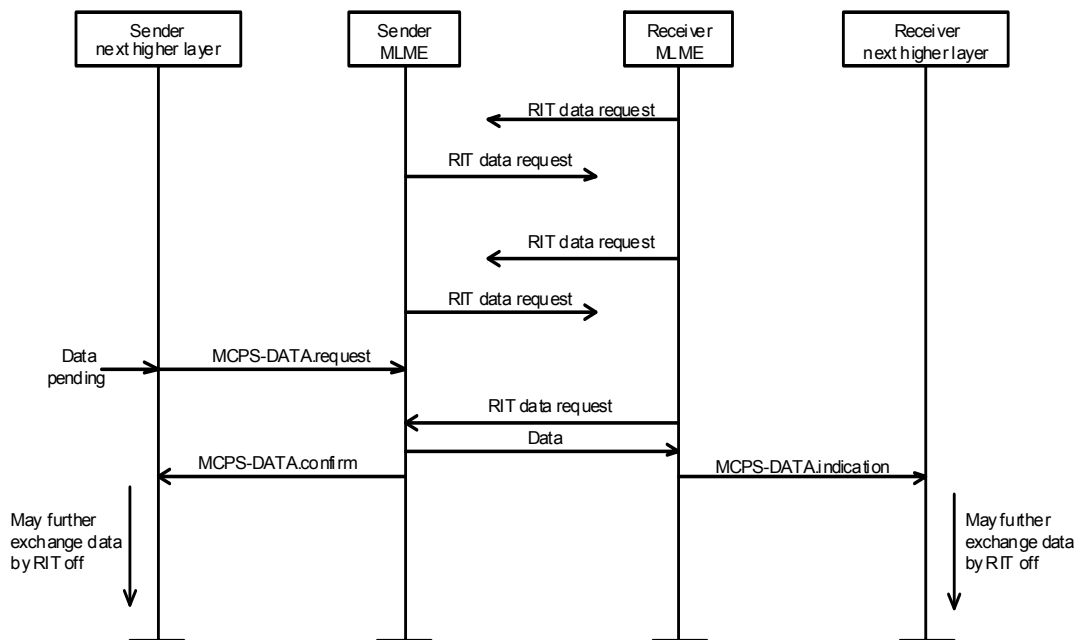 Sender
next higher layer
Sender
MLME
Receiver
MLME
Receiver
next higher layer
RIT data request
RIT data request
RIT data request
RIT data request
Data
pending
MCPS-DATA.request
RIT data request
Data
MCPS-DATA.confirm
MCPS-DATA.indication
May further
exchange data
by RIT off
May further
exchange data
by RIT off